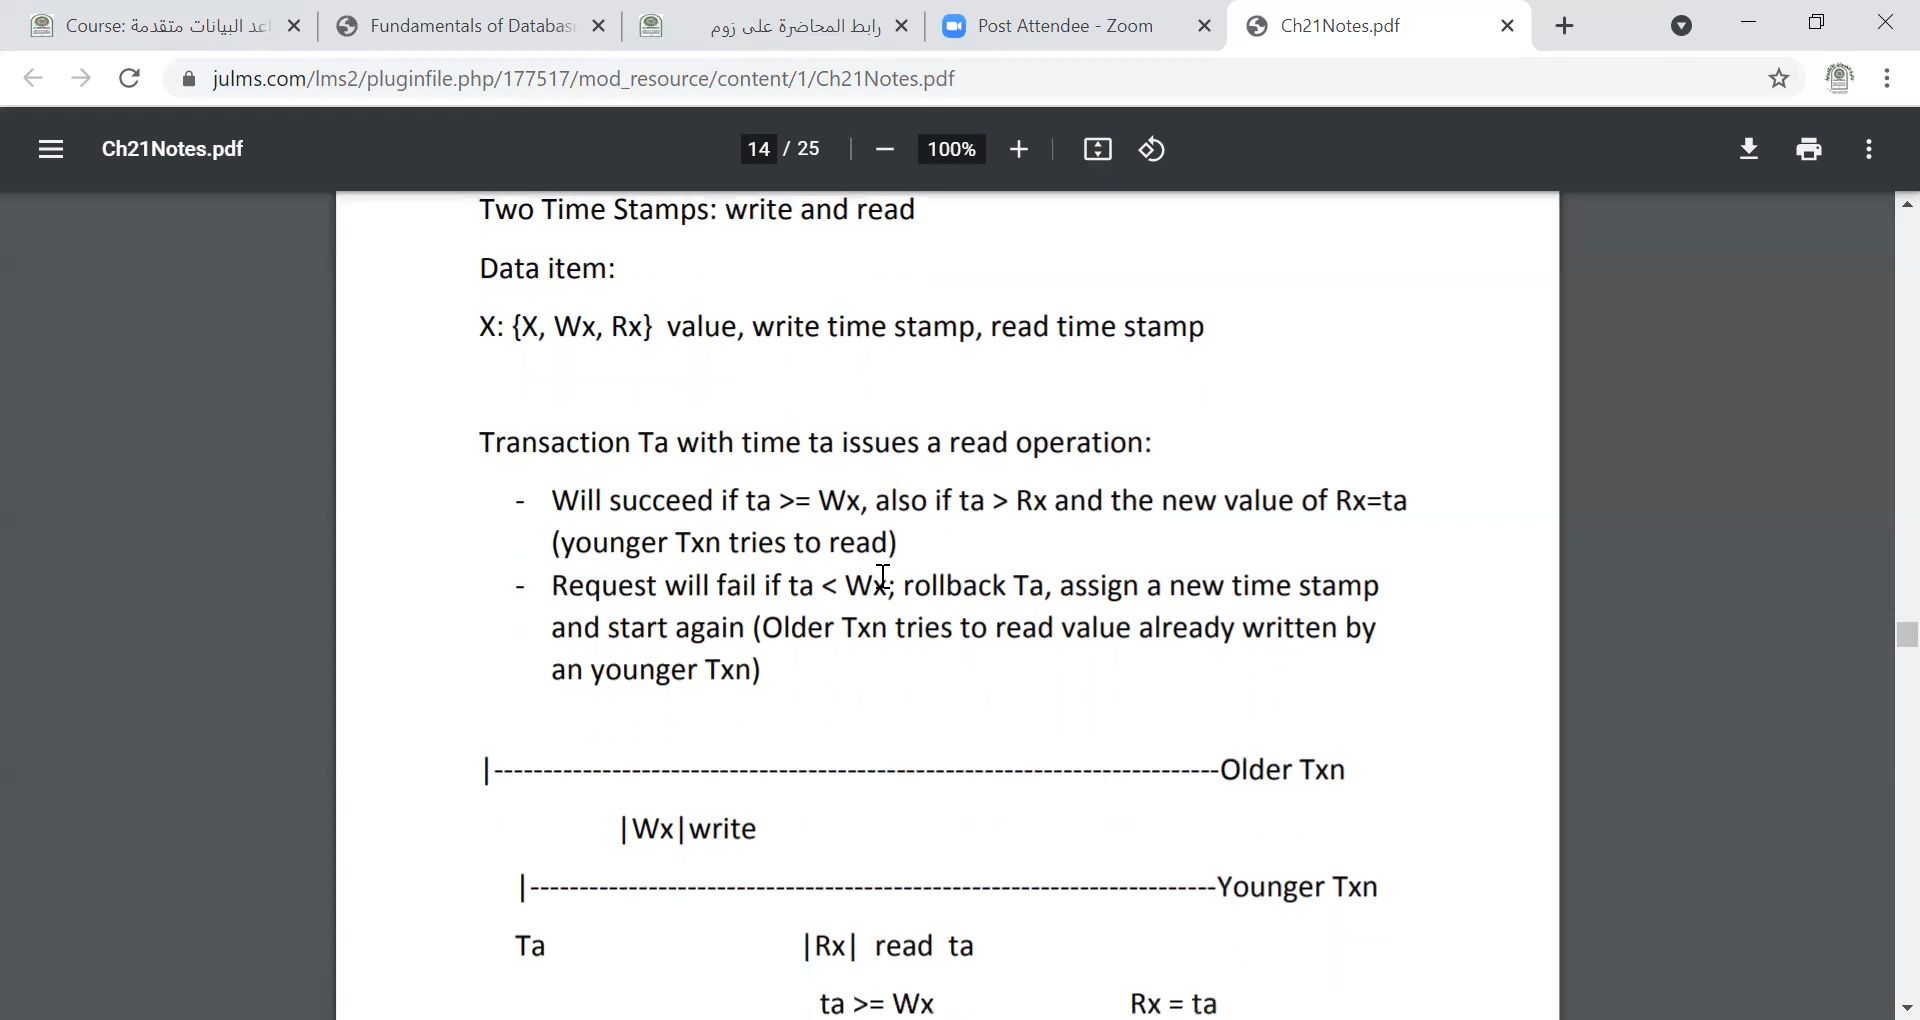 Course: قواعد البيانات متقدمة
Fundamentals of Databas
رابط المحاضرة على زوم
Post Attendee - Zoom
Ch21Notes.pdf
julms.com/lms2/pluginfile.php/177517/mod_resource/content/1/Ch21Notes.pdf
Ch21Notes.pdf
14 / 25
100%
Two Time Stamps: write and read
Data item:
X: {X, Wx, Rx} value, write time stamp, read time stamp
Transaction Ta with time ta issues a read operation:
- Will succeed if ta >= Wx, also if ta > Rx and the new value of Rx=ta
(younger Txn tries to read)
- Request will fail if ta < Wx; rollback Ta, assign a new time stamp
and start again (Older Txn tries to read value already written by
an younger Txn)
|--------------------------------------------------------------------------Older Txn
|Wx|write
|----------------------------------------------------------------------Younger Txn
Ta |Rx| read ta
ta >= Wx Rx = ta